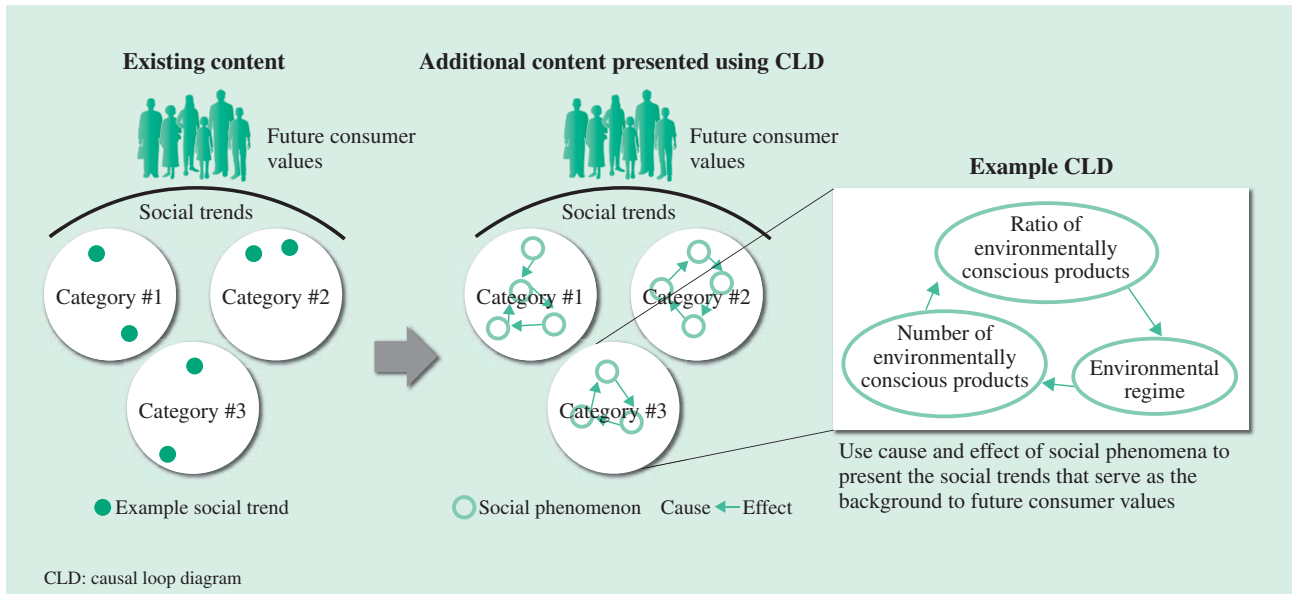 Existing content
Future consumer
values
Social trends
Category #1
Category #2
Category #3
Example social trend
Additional content presented using CLD
Future consumer
values
Social trends
Category #1
Category #2
Category #3
Social phenomenon
Cause
Effect
Example CLD
Ratio of
environmentally
conscious products
Number of
environmentally
conscious products
Environmental
regime
Use cause and effect of social phenomena to
present the social trends that serve as the
background to future consumer values
CLD: causal loop diagram